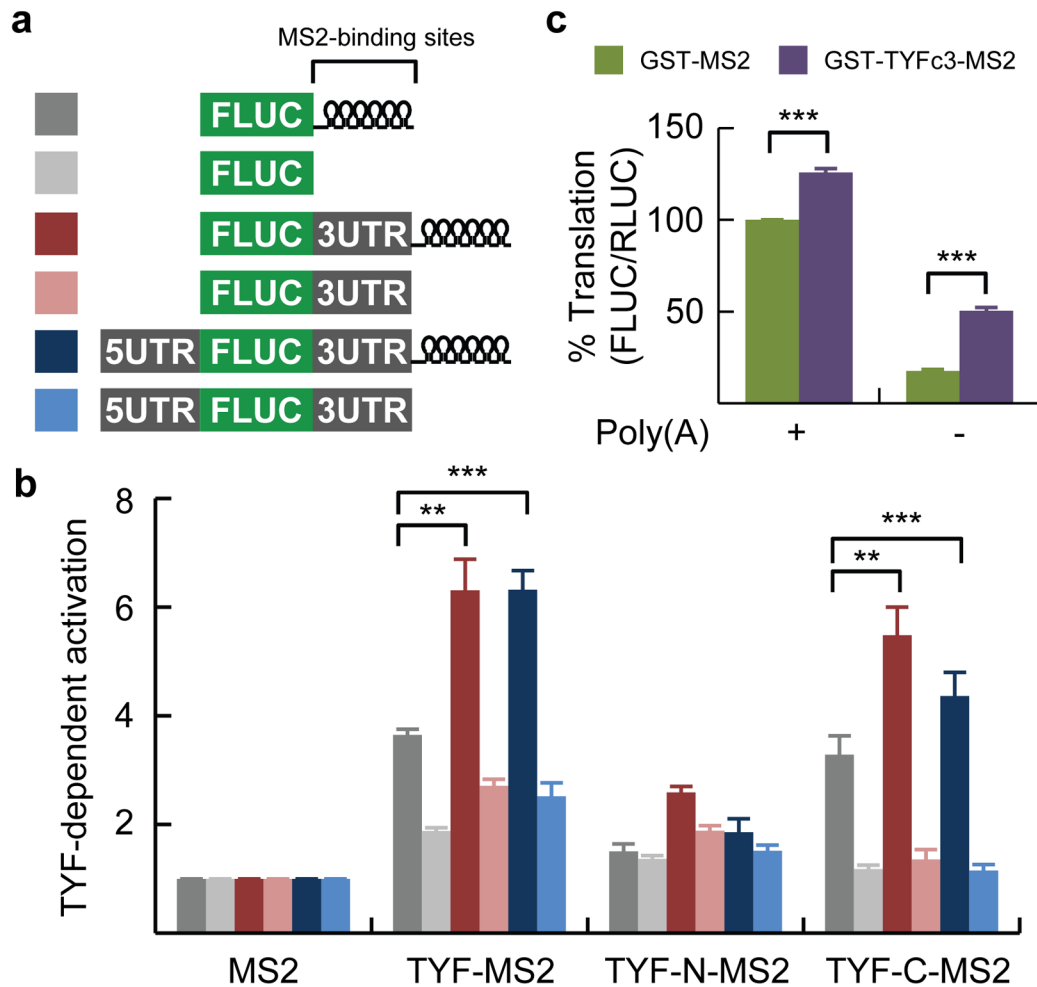 a
MS2-binding sites
FLUC
FLUC
FLUC 3UTR
FLUC 3UTR
5UTR FLUC 3UTR
5UTR FLUC 3UTR
c
GST-MS2 GST-TYFc3-MS2
% Translation
(FLUC/RLUC)
150
100
50
***
***
Poly(A) + -
b
TYF-dependent activation
8
6
4
2
***
**
***
**
MS2 TYF-MS2 TYF-N-MS2 TYF-C-MS2